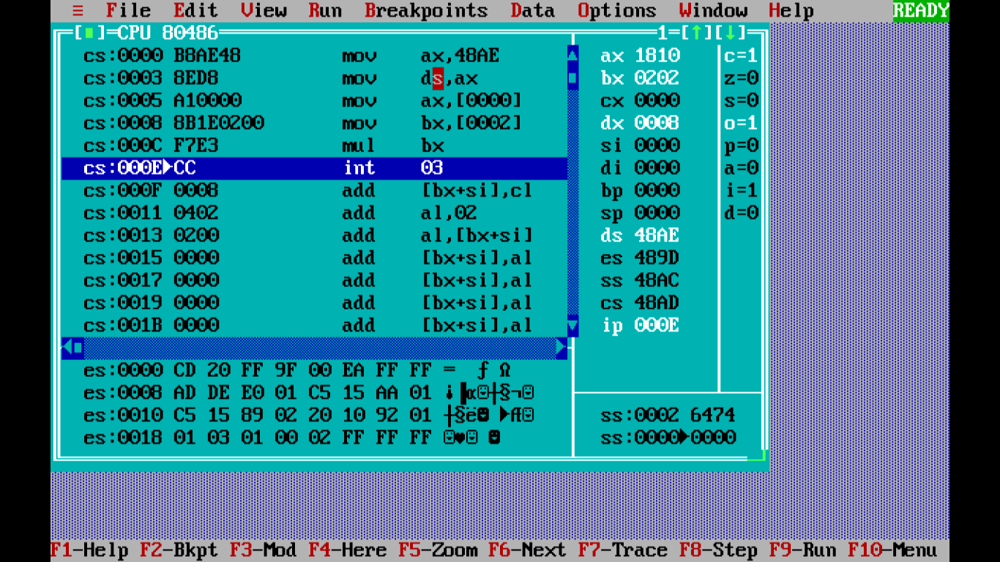 ≡ File Edit View Run Breakpoints Data Options Window Help READY
[■]=CPU 80486 1=[↑][↓]
cs:0000 B8AE48 mov ax,48AE ax 1810 c=1
cs:0003 8ED8 mov ds,ax bx 0202 z=0
cs:0005 A10000 mov ax,[0000] cx 0000 s=0
cs:0008 8B1E0200 mov bx,[0002] dx 0008 o=1
cs:000C F7E3 mul bx si 0000 p=0
cs:000E►CC int 03 di 0000 a=0
cs:000F 0008 add [bx+si],cl bp 0000 i=1
cs:0011 0402 add al,02 sp 0000 d=0
cs:0013 0200 add al,[bx+si] ds 48AE
cs:0015 0000 add [bx+si],al es 489D
cs:0017 0000 add [bx+si],al ss 48AC
cs:0019 0000 add [bx+si],al cs 48AD
cs:001B 0000 add [bx+si],al ip 000E
es:0000 CD 20 FF 9F 00 EA FF FF = ƒ Ω
es:0008 AD DE E0 01 C5 15 AA 01 ¡▐α☺┼§¬☺
es:0010 C5 15 89 02 20 10 92 01 ┼§ë☻ ►Æ☺ ss:0002 6474
es:0018 01 03 01 00 02 FF FF FF ☺♥☺ ☻ ss:0000►0000
F1-Help F2-Bkpt F3-Mod F4-Here F5-Zoom F6-Next F7-Trace F8-Step F9-Run F10-Menu